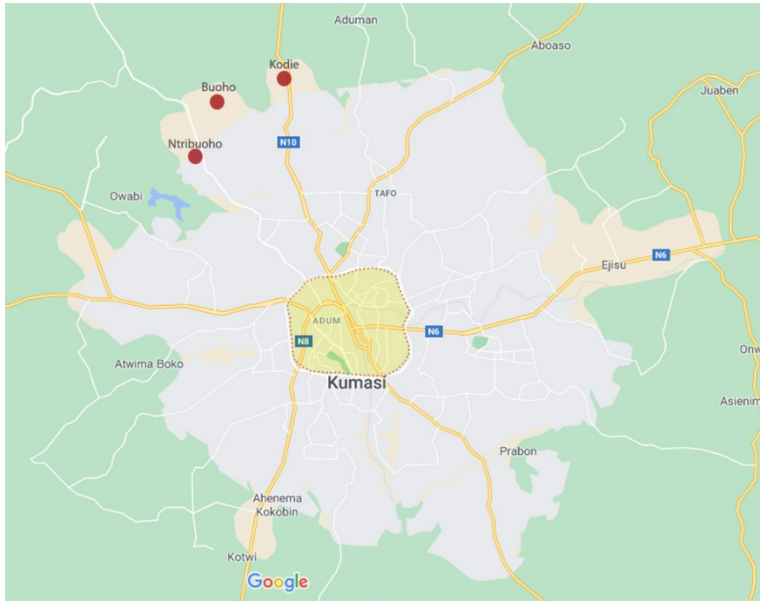 Aduman
Aboaso
Kodie
Buoho
Juaben
Ntribuoho
N10
TAFO
Owabi
N6
Ejisu
ADUM
N6
N8
Onw
Atwima Boko
Kumasi
Asienim
Prabon
Ahenema
Kokobin
Kotwi
Google